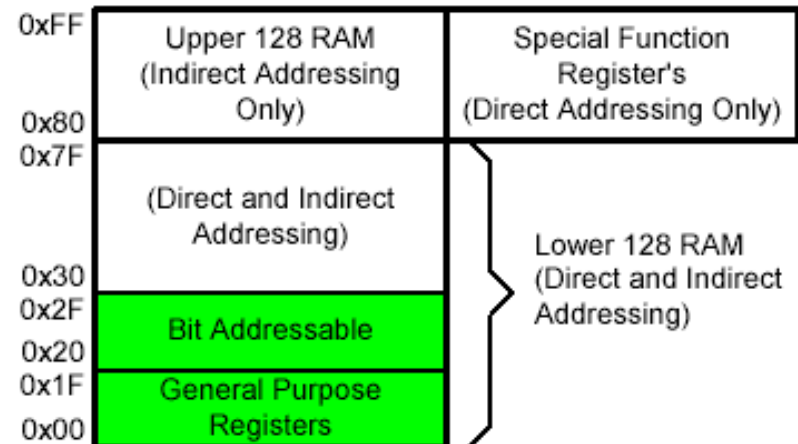 0xFF
Upper 128 RAM
(Indirect Addressing
Only)
Special Function
Register's
(Direct Addressing Only)
0x80
0x7F
(Direct and Indirect
Addressing)
Lower 128 RAM
(Direct and Indirect
Addressing)
0x30
0x2F
Bit Addressable
0x20
0x1F
General Purpose
Registers
0x00